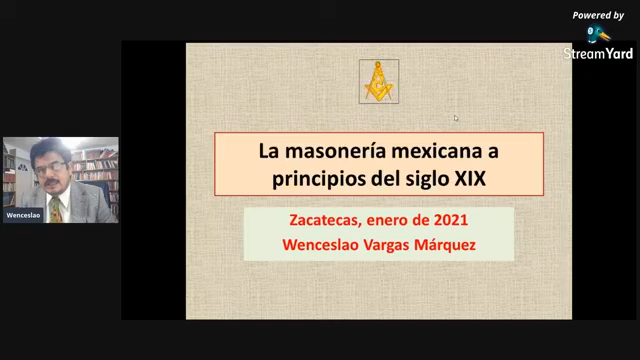 Powered by
StreamYard
La masonería mexicana a
principios del siglo XIX
Zacatecas, enero de 2021
Wenceslao Vargas Márquez
Wenceslao